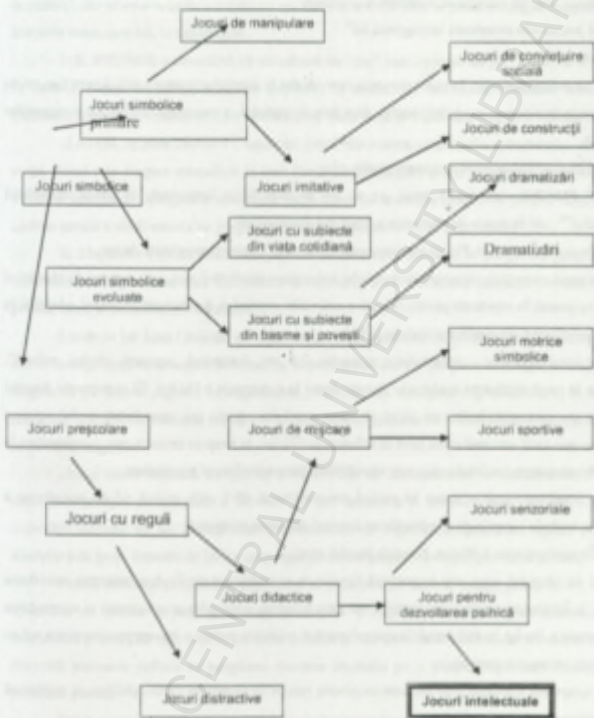 Jocuri de manipulare
Jocuri de conviețuire
socială
Jocuri simbolice
primare
Jocuri de construcții
Jocuri simbolice
Jocuri imitative
Jocuri dramatizări
Jocuri cu subiecte
din viața cotidiană
Dramatizări
Jocuri simbolice
evoluate
Jocuri cu subiecte
din basme și povești
Jocuri motrice
simbolice
Jocuri preșcolare
Jocuri de mișcare
Jocuri sportive
Jocuri cu reguli
Jocuri senzoriale
Jocuri didactice
Jocuri pentru
dezvoltarea psihică
Jocuri distractive
Jocuri intelectuale
CENTRAL UNIVERSITY LIBRAR